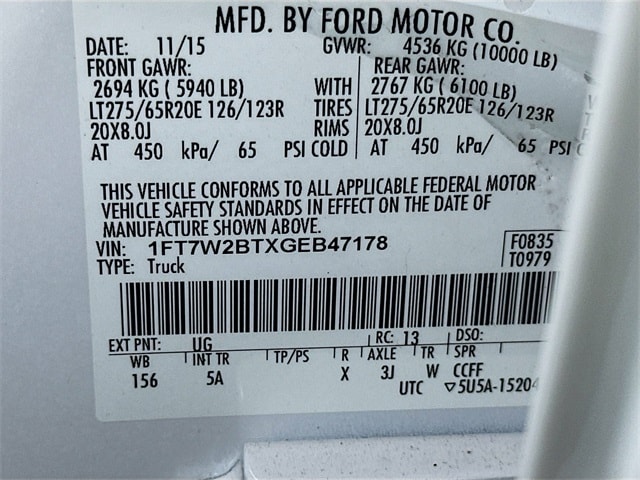 MFD. BY FORD MOTOR CO.
DATE: 11/15 GVWR: 4536 KG (10000 LB)
FRONT GAWR: REAR GAWR:
2694 KG ( 5940 LB) WITH 2767 KG ( 6100 LB)
LT275/65R20E 126/123R TIRES LT275/65R20E 126/123R
20X8.0J RIMS 20X8.0J
AT 450 kPa/ 65 PSI COLD AT 450 kPa/ 65 PSI C
THIS VEHICLE CONFORMS TO ALL APPLICABLE FEDERAL MOTOR
VEHICLE SAFETY STANDARDS IN EFFECT ON THE DATE OF
MANUFACTURE SHOWN ABOVE.
VIN: 1FT7W2BTXGEB47178 F0835
TYPE: Truck T0979
EXT PNT: UG RC: 13 DSO:
WB INT TR TP/PS R AXLE TR SPR
156 5A X 3J W CCFF
UTC ▽5U5A-15204